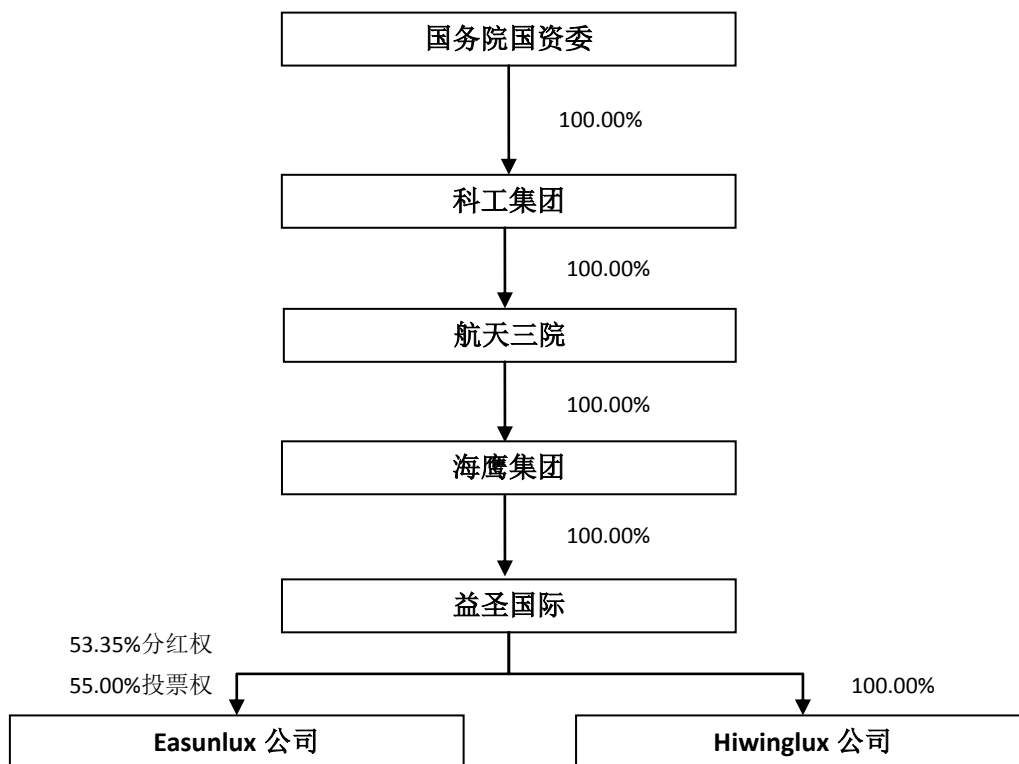 国务院国资委
100.00%
科工集团
100.00%
航天三院
100.00%
海鹰集团
100.00%
益圣国际
53.35%分红权
55.00%投票权
100.00%
Easunlux 公司
Hiwinglux 公司